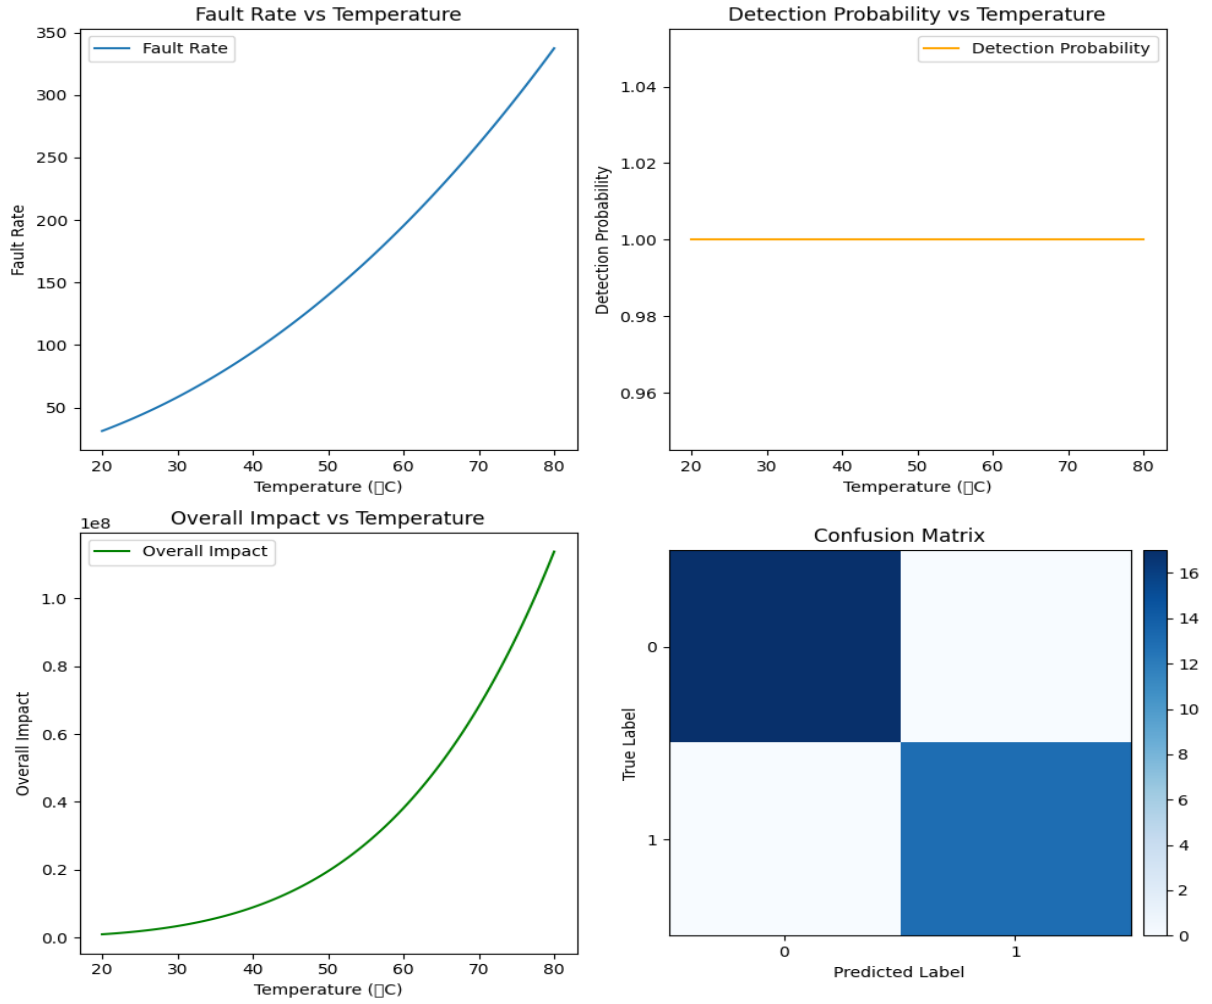 Fault Rate vs Temperature
Fault Rate
350
300
250
200
150
100
50
Fault Rate
20 30 40 50 60 70 80
Temperature (▯C)
Detection Probability vs Temperature
Detection Probability
1.04
1.02
1.00
0.98
0.96
Detection Probability
20 30 40 50 60 70 80
Temperature (▯C)
Overall Impact vs Temperature
1e8
Overall Impact
1.0
0.8
0.6
0.4
0.2
0.0
Overall Impact
20 30 40 50 60 70 80
Temperature (▯C)
Confusion Matrix
True Label
0
1
0 1
Predicted Label
16
14
12
10
8
6
4
2
0